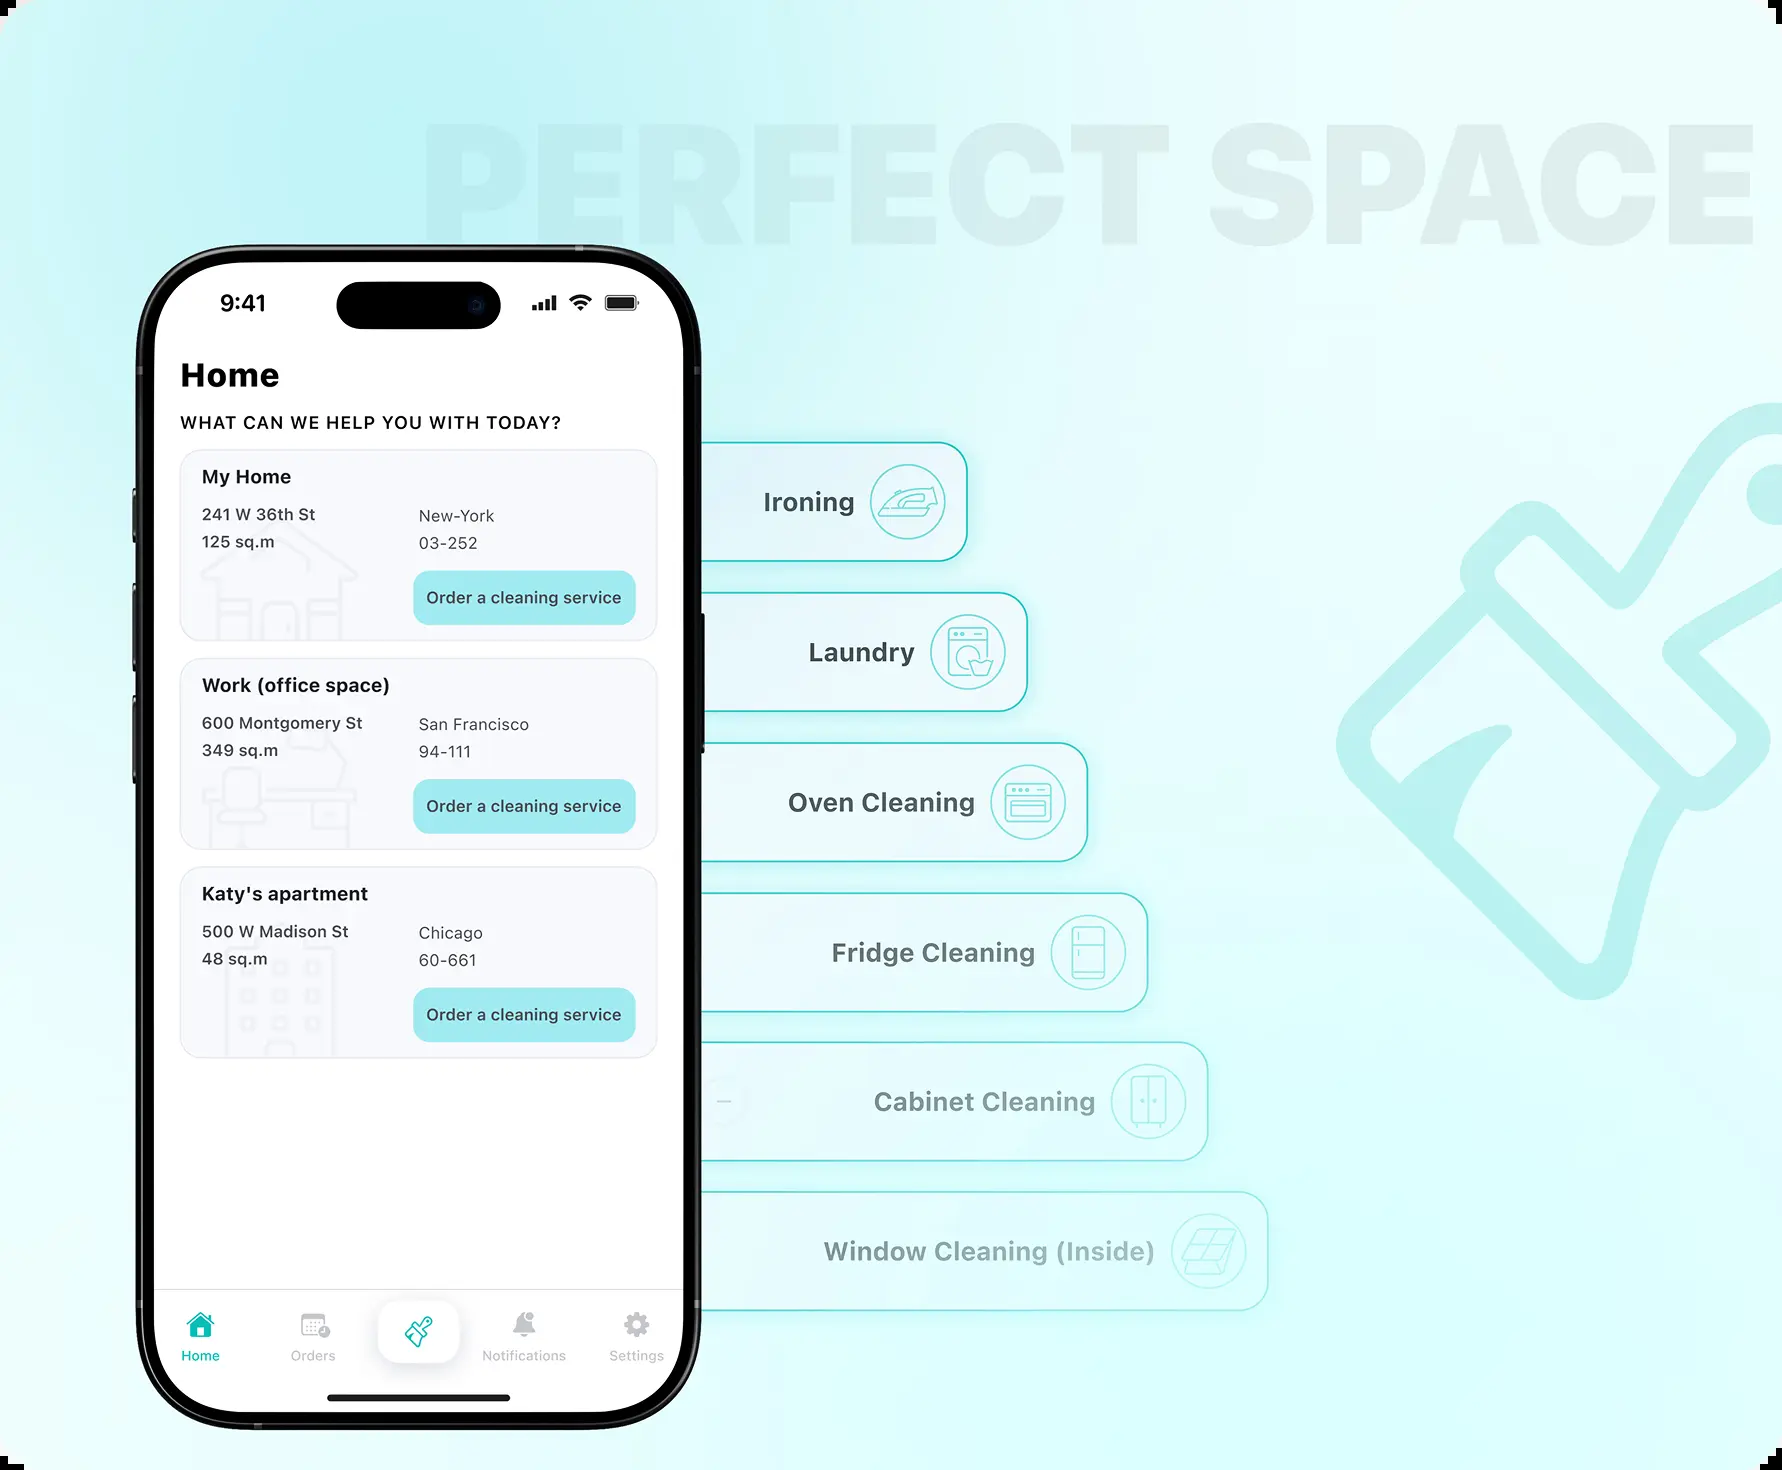 PERFECT SPACE
9:41
Home
WHAT CAN WE HELP YOU WITH TODAY?
My Home
241 W 36th St
New-York
125 sq.m
03-252
Order a cleaning service
Work (office space)
600 Montgomery St
San Francisco
349 sq.m
94-111
Order a cleaning service
Katy's apartment
500 W Madison St
Chicago
48 sq.m
60-661
Order a cleaning service
Home
Orders
Notifications
Settings
Ironing
Laundry
Oven Cleaning
Fridge Cleaning
Cabinet Cleaning
Window Cleaning (Inside)